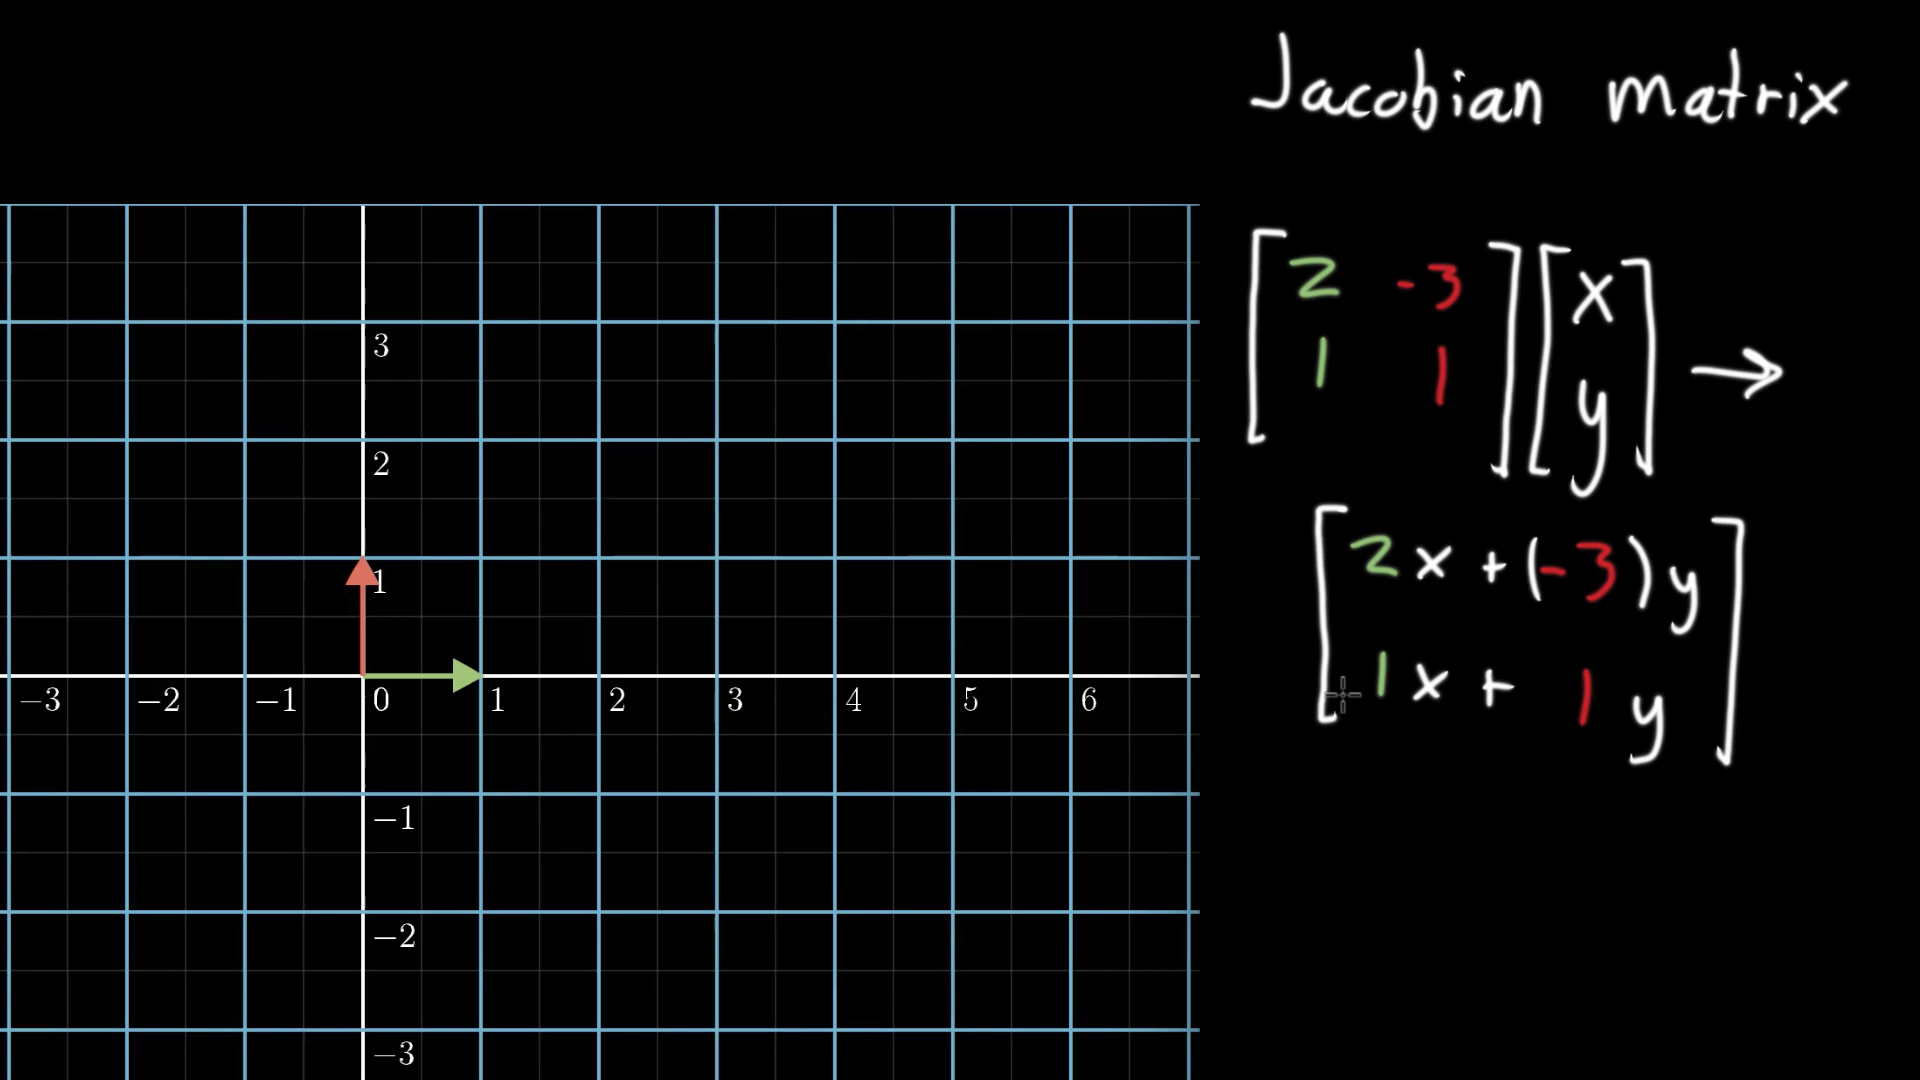 Jacobian matrix
[2 -3] [x] →
[1 1] [y]
[2x + (-3)y]
[1x + 1y]
3
2
1
−3 −2 −1 0 1 2 3 4 5 6
−1
−2
−3